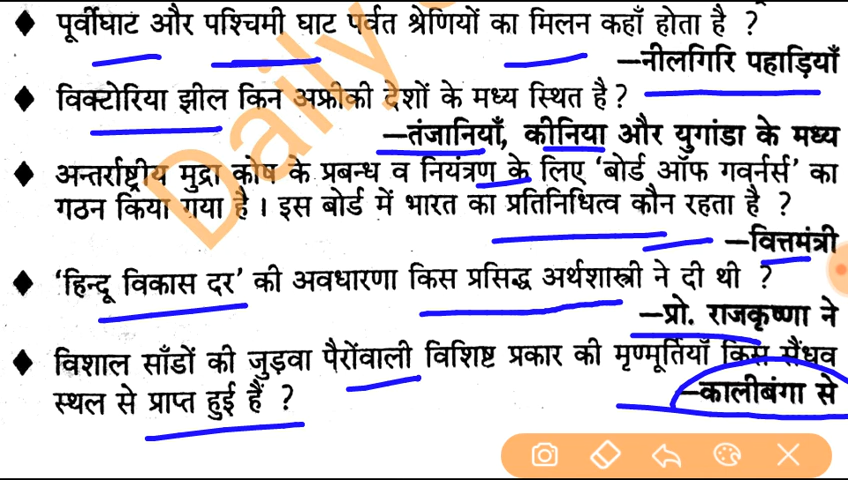 ♦ पूर्वीघाट और पश्चिमी घाट पर्वत श्रेणियों का मिलन कहाँ होता है ?
—नीलगिरि पहाड़ियाँ
♦ विक्टोरिया झील किन अफ्रीकी देशों के मध्य स्थित है?
—तंजानियाँ, कीनिया और युगांडा के मध्य
♦ अन्तर्राष्ट्रीय मुद्रा कोष के प्रबन्ध व नियंत्रण के लिए ‘बोर्ड ऑफ गवर्नर्स’ का
गठन किया गया है । इस बोर्ड में भारत का प्रतिनिधित्व कौन रहता है ?
—वित्तमंत्री
♦ ‘हिन्दू विकास दर’ की अवधारणा किस प्रसिद्ध अर्थशास्त्री ने दी थी ?
—प्रो. राजकृष्णा ने
♦ विशाल साँडों की जुड़वा पैरोंवाली विशिष्ट प्रकार की मृण्मूर्तियाँ किस सैंधव
स्थल से प्राप्त हुई हैं ?
—कालीबंगा से
Daily